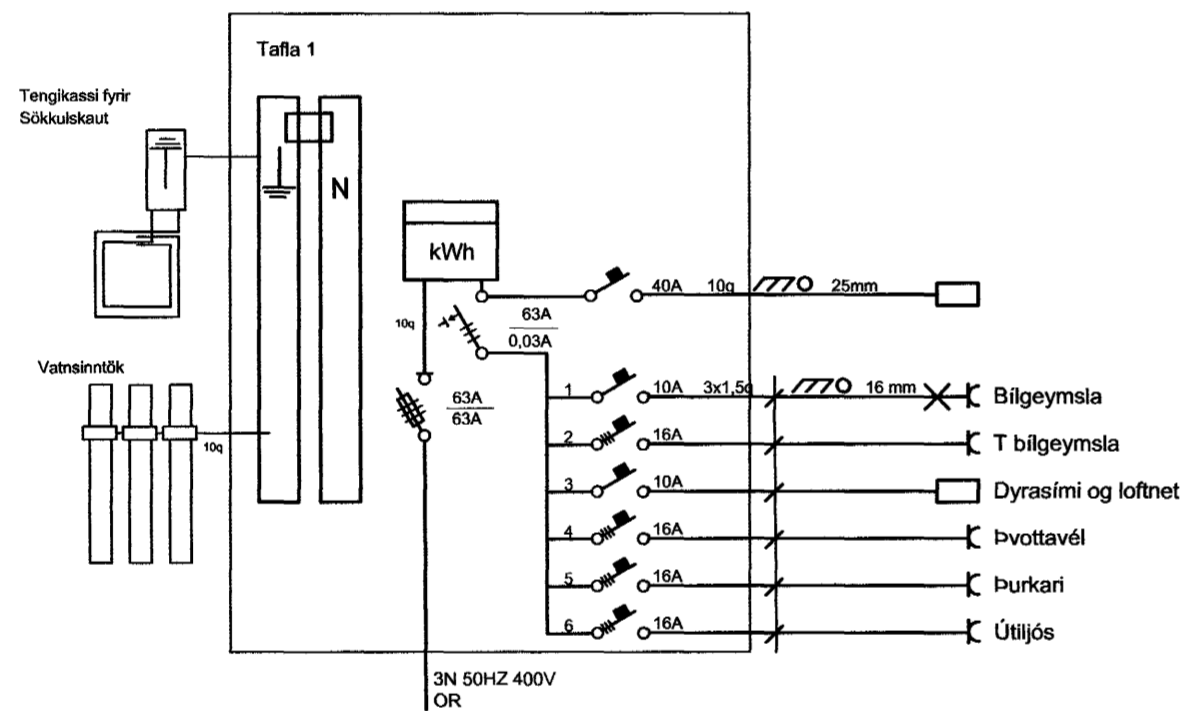 Tafla 1
Tengikassi fyrir
Sökkulskaut
N
kWh
40A 10q 25mm
10q
63A
0,03A
63A
63A
Vatnsinntök
10q
1 10A 3x1,5q 16 mm Bílgeymsla
2 16A T bílgeymsla
3 10A Dyrasími og loftnet
4 16A Þvottavél
5 16A Þurkari
6 16A Útiljós
3N 50HZ 400V
OR